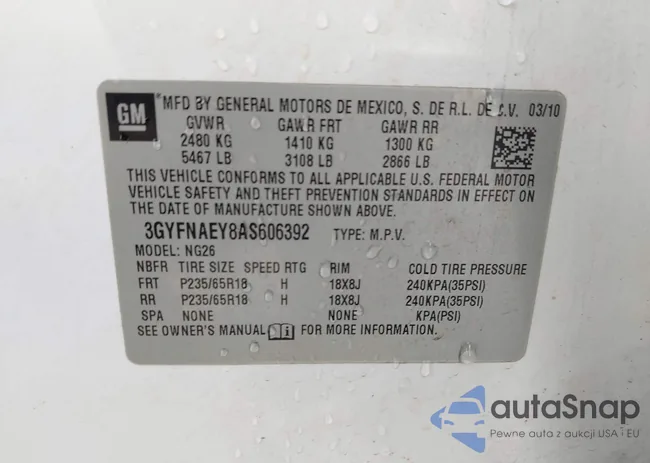 GM *MFD BY GENERAL MOTORS DE MEXICO, S. DE R.L. DE C.V. 03/10
GVWR GAWR FRT GAWR RR
2480 KG 1410 KG 1300 KG
5467 LB 3108 LB 2866 LB
THIS VEHICLE CONFORMS TO ALL APPLICABLE U.S. FEDERAL MOTOR
VEHICLE SAFETY AND THEFT PREVENTION STANDARDS IN EFFECT ON
THE DATE OF MANUFACTURE SHOWN ABOVE.
3GYFNAEY8AS606392 TYPE: M.P.V.
MODEL: NG26
NBFR TIRE SIZE SPEED RTG RIM COLD TIRE PRESSURE
FRT P235/65R18 H 18X8J 240KPA(35PSI)
RR P235/65R18 H 18X8J 240KPA(35PSI)
SPA NONE NONE KPA(PSI)
SEE OWNER'S MANUAL i FOR MORE INFORMATION.
autoSnap
Pewne auta z aukcji USA i EU